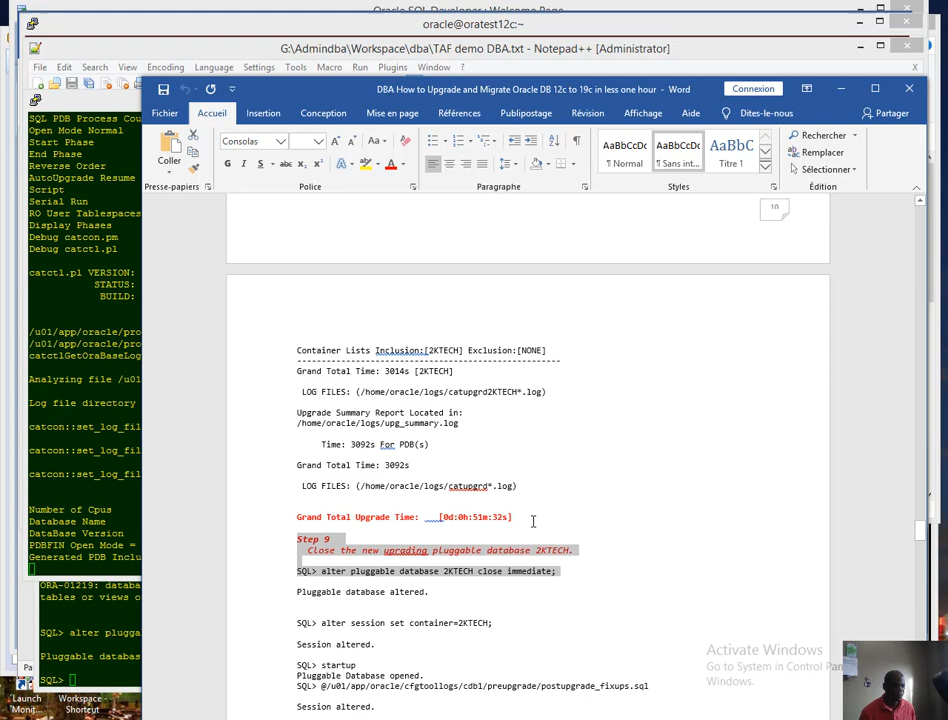 Oracle SQL Developer : Welcome Page
oracle@oratest12c:~
G:\Admindba\Workspace\dba\TAF demo DBA.txt - Notepad++ [Administrator]
File Edit Search View Encoding Language Settings Tools Macro Run Plugins Window ?
DBA How to Upgrade and Migrate Oracle DB 12c to 19c in less one hour - Word
Connexion
Fichier Accueil Insertion Conception Mise en page Références Publipostage Révision Affichage Aide Dites-le-nous Partager
Coller
Consolas
Aa
G I S abc x₂ x² A A
AaBbCcDc AaBbCcDc AaBbC
¶ Normal ¶ Sans int... Titre 1
Rechercher
Remplacer
Sélectionner
Presse-papiers Police Paragraphe Styles Édition
SQL PDB Process Cou
Open Mode Normal
Start Phase
End Phase
Reverse Order
AutoUpgrade Resume
Script
Serial Run
RO User Tablespaces
Display Phases
Debug catcon.pm
Debug catctl.pl
catctl.pl VERSION:
STATUS:
BUILD:
/u01/app/oracle/pro
/u01/app/oracle/pro
catctlGetOraBaseLog
Analyzing file /u01
Log file directory
catcon::set_log_fil
catcon::set_log_fil
catcon::set_log_fil
Number of Cpus
Database Name
DataBase Version
PDBFIN Open Mode =
Generated PDB Inclu
ORA-01219: databa
tables or views o
SQL> alter plugga
Pluggable databas
SQL>
Pa
Launch
Monit...
Workspace -
Shortcut
10
Container Lists Inclusion:[2KTECH] Exclusion:[NONE]
------------------------------------------------------
Grand Total Time: 3014s [2KTECH]
LOG FILES: (/home/oracle/logs/catupgrd2KTECH*.log)
Upgrade Summary Report Located in:
/home/oracle/logs/upg_summary.log
Time: 3092s For PDB(s)
Grand Total Time: 3092s
LOG FILES: (/home/oracle/logs/catupgrd*.log)
Grand Total Upgrade Time: [0d:0h:51m:32s]
Step 9
Close the new uprading pluggable database 2KTECH.
SQL> alter pluggable database 2KTECH close immediate;
Pluggable database altered.
SQL> alter session set container=2KTECH;
Session altered.
SQL> startup
Pluggable Database opened.
SQL> @/u01/app/oracle/cfgtoollogs/cdb1/preupgrade/postupgrade_fixups.sql
Session altered.
Activate Windows
Go to System in Control Pan
Windows.